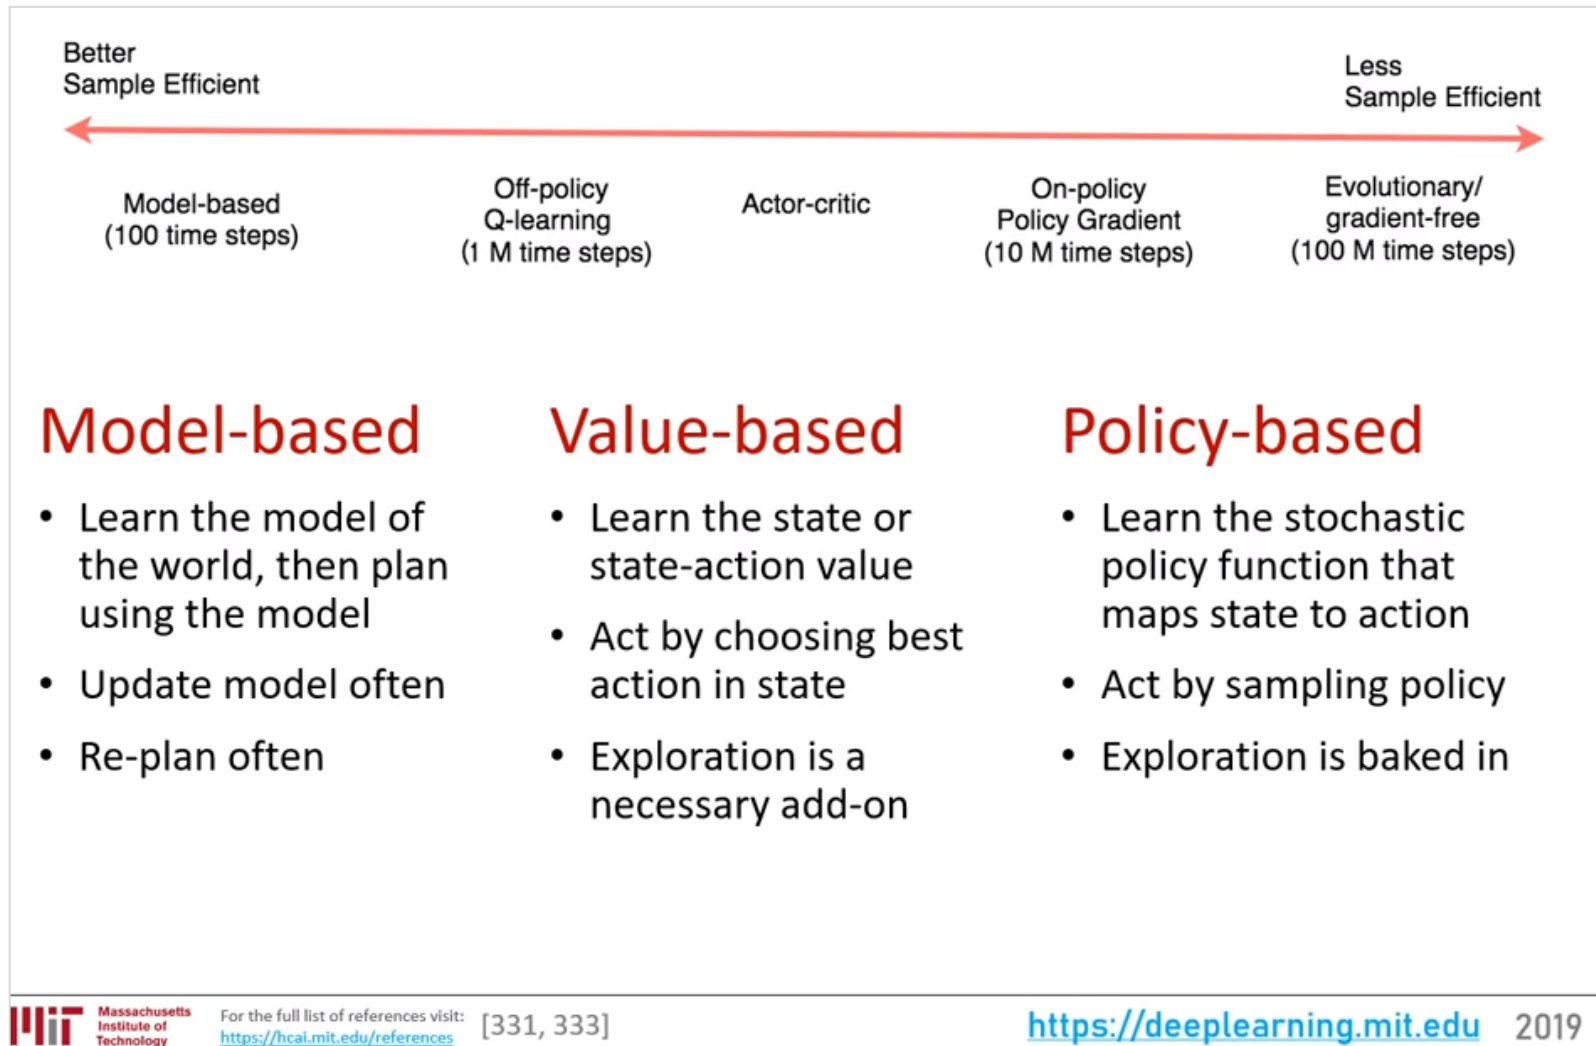 Better
Sample Efficient
Less
Sample Efficient
Model-based
(100 time steps)
Off-policy
Q-learning
(1 M time steps)
Actor-critic
On-policy
Policy Gradient
(10 M time steps)
Evolutionary/
gradient-free
(100 M time steps)
Model-based
• Learn the model of
the world, then plan
using the model
• Update model often
• Re-plan often
Value-based
• Learn the state or
state-action value
• Act by choosing best
action in state
• Exploration is a
necessary add-on
Policy-based
• Learn the stochastic
policy function that
maps state to action
• Act by sampling policy
• Exploration is baked in
Massachusetts
Institute of
Technology
For the full list of references visit:
https://hcai.mit.edu/references
[331, 333]
https://deeplearning.mit.edu 2019